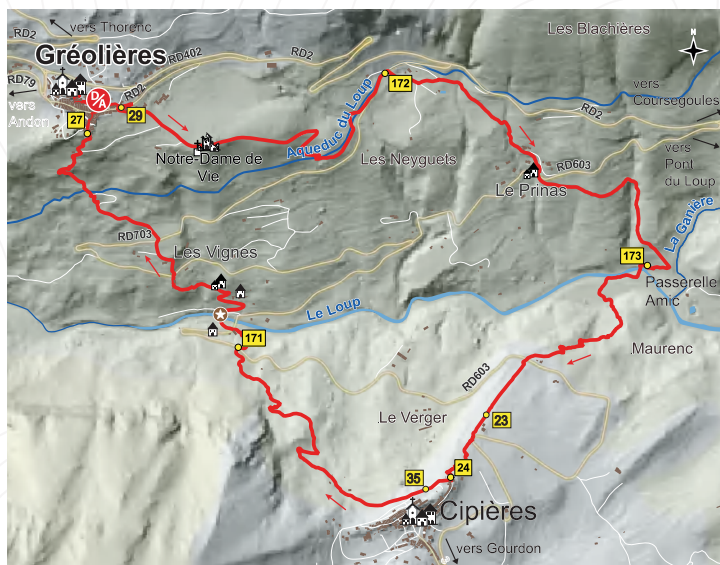 vers Thorenc
Les Blachières
N
RD2
Gréolières
RD402
RD2
RD79
D/A
RD2
172
vers
Coursegoules
vers
Andon
27
29
Aqueduc du Loup
RD2
Notre-Dame de
Vie
Les Neyguets
RD603
vers
Pont
du Loup
Le Prinas
La Ganière
RD703
Les Vignes
173
Passerelle
Amic
Le Loup
171
Maurenc
RD603
Le Verger
23
24
35
Cipières
vers Gourdon